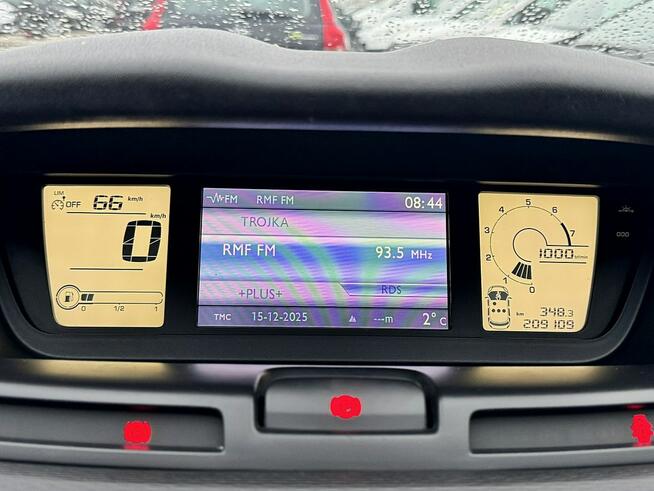 LIM
OFF 66 km/h
km/h
0
0 1/2 1
FM RMF FM 08:44
TROJKA
RMF FM 93.5 MHz
+PLUS+ RDS
TMC 15-12-2025 ---m 2°C
0 1 2 3 4 5 6 7
1000 tr/min
348.3
km 209109